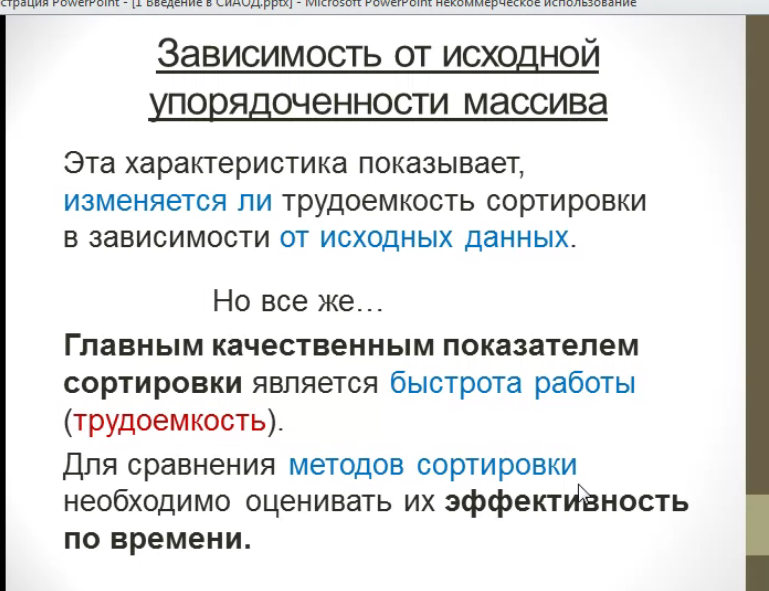 страция PowerPoint - [1 Введение в СиАОД.pptx] - Microsoft PowerPoint некоммерческое использование
Зависимость от исходной
упорядоченности массива
Эта характеристика показывает,
изменяется ли трудоемкость сортировки
в зависимости от исходных данных.
Но все же…
Главным качественным показателем
сортировки является быстрота работы
(трудоемкость).
Для сравнения методов сортировки
необходимо оценивать их эффективность
по времени.